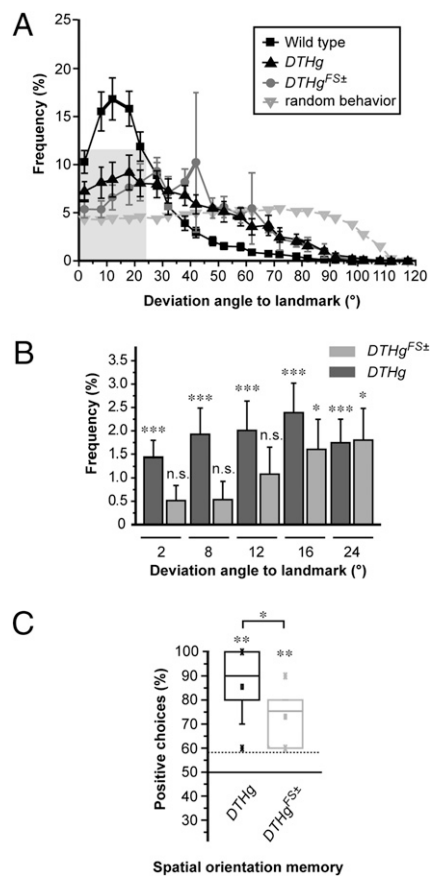 A
Frequency (%)
25
20
15
10
5
0
Wild type
DTHg
DTHg^FS±
random behavior
0 10 20 30 40 50 60 70 80 90 100 110 120
Deviation angle to landmark (°)
B
DTHg^FS±
DTHg
Frequency (%)
3.5
3.0
2.5
2.0
1.5
1.0
0.5
0
*** n.s. *** n.s. *** n.s. *** * *** *
2 8 12 16 24
Deviation angle to landmark (°)
C
*
** **
Positive choices (%)
100
90
80
70
60
50
40
30
DTHg DTHg^FS±
Spatial orientation memory